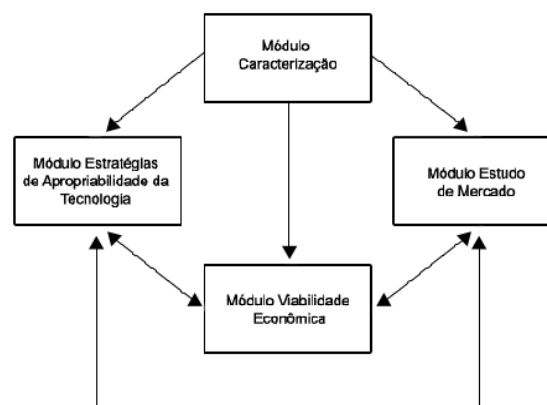 Módulo
Caracterização
Módulo Estratégias
de Apropriabilidade da
Tecnologia
Módulo Estudo
de Mercado
Módulo Viabilidade
Econômica